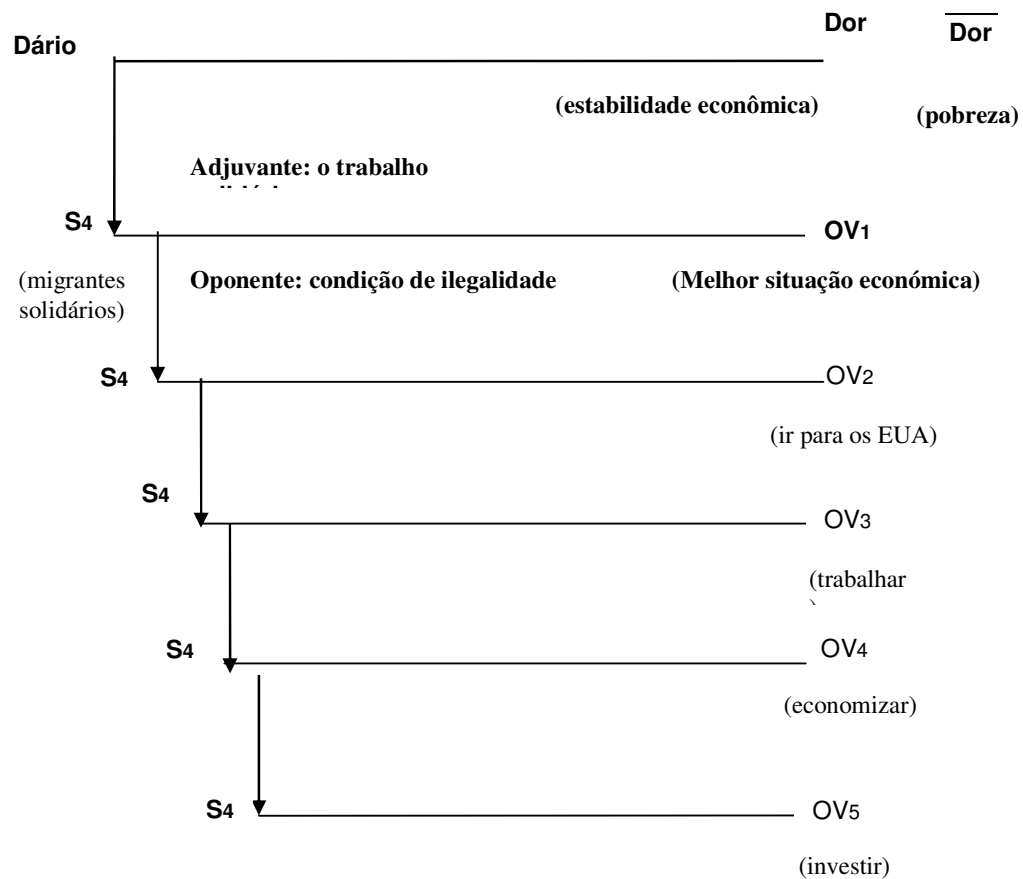 Dor Dor
Dário
(estabilidade econômica)
(pobreza)
Adjuvante: o trabalho
S4 OV1
(migrantes
solidários)
Oponente: condição de ilegalidade (Melhor situação económica)
S4 OV2
(ir para os EUA)
S4 OV3
(trabalhar
S4 OV4
(economizar)
S4 OV5
(investir)